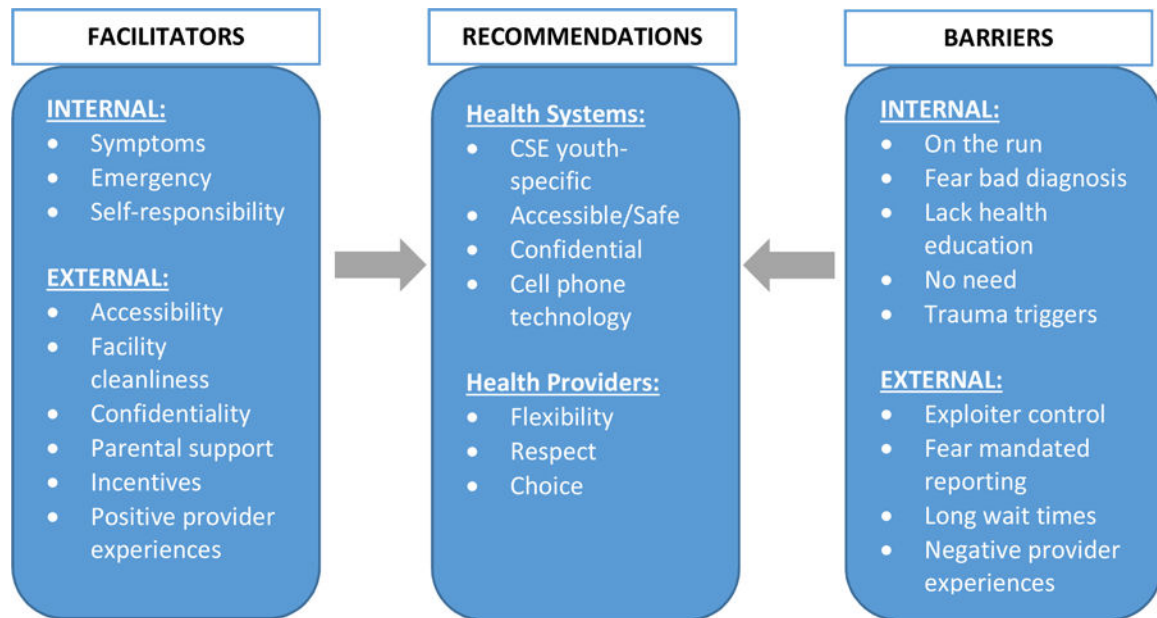 FACILITATORS
INTERNAL:
• Symptoms
• Emergency
• Self-responsibility
EXTERNAL:
• Accessibility
• Facility
cleanliness
• Confidentiality
• Parental support
• Incentives
• Positive provider
experiences
RECOMMENDATIONS
Health Systems:
• CSE youth-
specific
• Accessible/Safe
• Confidential
• Cell phone
technology
Health Providers:
• Flexibility
• Respect
• Choice
BARRIERS
INTERNAL:
• On the run
• Fear bad diagnosis
• Lack health
education
• No need
• Trauma triggers
EXTERNAL:
• Exploiter control
• Fear mandated
reporting
• Long wait times
• Negative provider
experiences